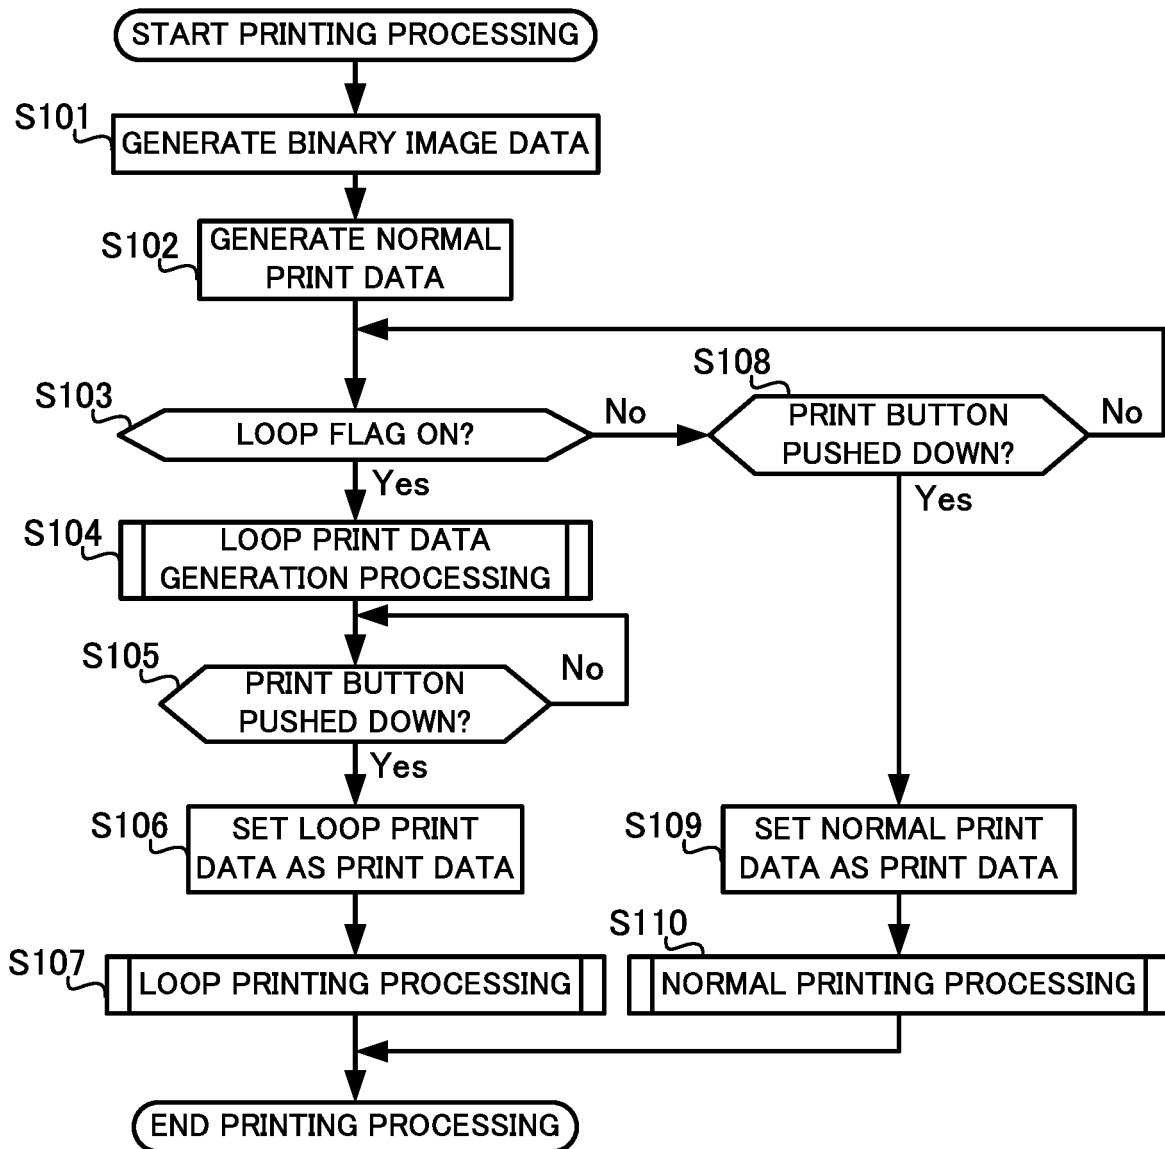 START PRINTING PROCESSING
S101
GENERATE BINARY IMAGE DATA
S102
GENERATE NORMAL
PRINT DATA
S103
LOOP FLAG ON?
No
Yes
S108
PRINT BUTTON
PUSHED DOWN?
No
Yes
S104
LOOP PRINT DATA
GENERATION PROCESSING
S105
PRINT BUTTON
PUSHED DOWN?
No
Yes
S106
SET LOOP PRINT
DATA AS PRINT DATA
S109
SET NORMAL PRINT
DATA AS PRINT DATA
S107
LOOP PRINTING PROCESSING
S110
NORMAL PRINTING PROCESSING
END PRINTING PROCESSING